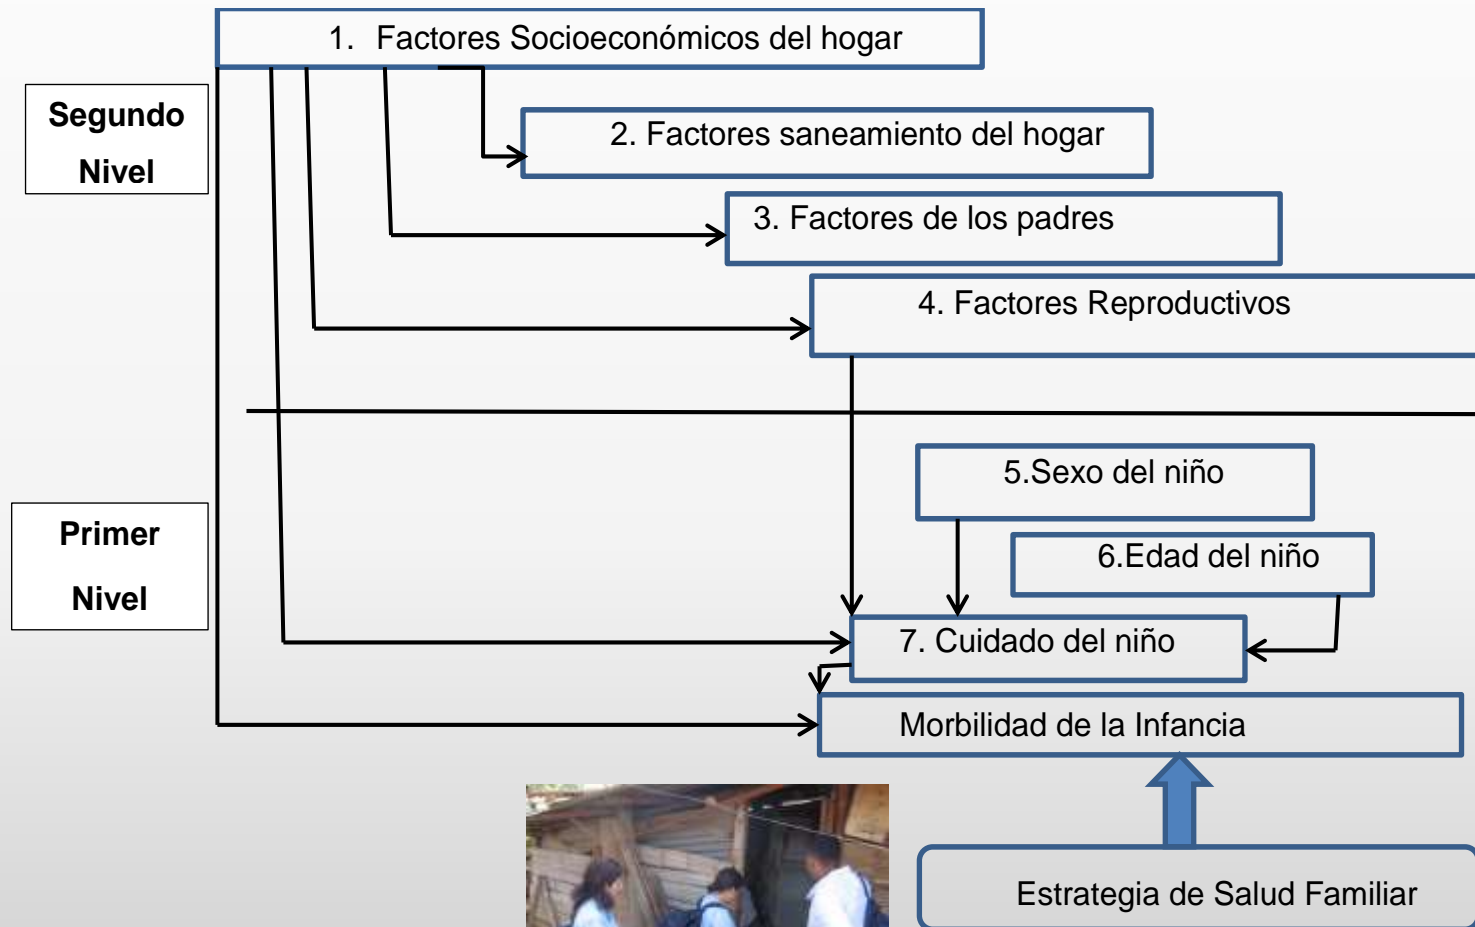 1. Factores Socioeconómicos del hogar
Segundo
Nivel
2. Factores saneamiento del hogar
3. Factores de los padres
4. Factores Reproductivos
5.Sexo del niño
Primer
Nivel
6.Edad del niño
7. Cuidado del niño
Morbilidad de la Infancia
Estrategia de Salud Familiar